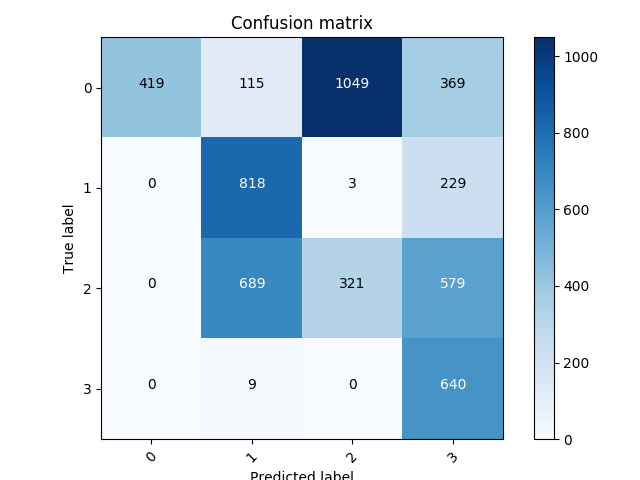 Confusion matrix
0 419 115 1049 369
1 0 818 3 229
2 0 689 321 579
3 0 9 0 640
0 1 2 3
True label
Predicted label
1000
800
600
400
200
0